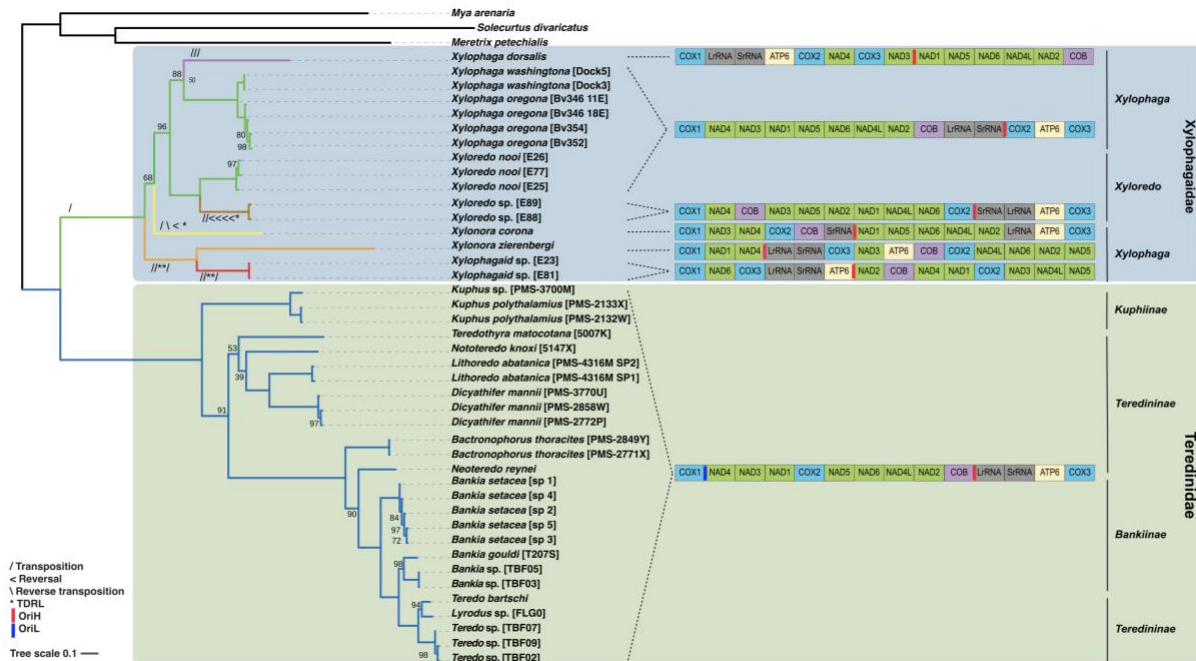 Mya arenaria
Solecurtus divaricatus
Meretrix petechialis
///
Xylophaga dorsalis
COX1 LrRNA SrRNA ATP6 COX2 NAD4 COX3 NAD3 NAD1 NAD5 NAD6 NAD4L NAD2 COB
88
50
Xylophaga washingtona [Dock5]
Xylophaga washingtona [Dock3]
Xylophaga oregona [Bv346 11E]
Xylophaga oregona [Bv346 18E]
96
80
Xylophaga oregona [Bv354]
COX1 NAD4 NAD3 NAD1 NAD5 NAD6 NAD4L NAD2 COB LrRNA SrRNA COX2 ATP6 COX3
98
Xylophaga oregona [Bv352]
Xylophaga
97
Xyloredo nooi [E26]
68
Xyloredo nooi [E77]
Xyloredo nooi [E25]
Xyloredo
/
//<<<<*
Xyloredo sp. [E89]
Xyloredo sp. [E88]
COX1 NAD4 COB NAD3 NAD5 NAD2 NAD1 NAD4L NAD6 COX2 SrRNA LrRNA ATP6 COX3
/ \ < *
Xylonora corona
COX1 NAD3 NAD4 COX2 COB SrRNA NAD1 NAD5 NAD6 NAD4L NAD2 LrRNA ATP6 COX3
Xylonora zierenbergi
COX1 NAD1 NAD4 LrRNA SrRNA COX3 NAD3 ATP6 COB COX2 NAD4L NAD6 NAD2 NAD5
Xylophaga
//**/
//**/
Xylophagaid sp. [E23]
Xylophagaid sp. [E81]
COX1 NAD6 COX3 LrRNA SrRNA ATP6 NAD2 COB NAD4 NAD1 COX2 NAD3 NAD4L NAD5
Xylophagaidae
Kuphus sp. [PMS-3700M]
Kuphus polythalamius [PMS-2133X]
Kuphus polythalamius [PMS-2132W]
Kuphiinae
Teredothyra matocotana [5007K]
53
Nototeredo knoxi [5147X]
39
Lithoredo abatanica [PMS-4316M SP2]
Lithoredo abatanica [PMS-4316M SP1]
Dicyathifer mannii [PMS-3770U]
Teredininae
91
Dicyathifer mannii [PMS-2858W]
97
Dicyathifer mannii [PMS-2772P]
Bactronophorus thoracites [PMS-2849Y]
Bactronophorus thoracites [PMS-2771X]
Neoteredo reynei
COX1 NAD4 NAD3 NAD1 COX2 NAD5 NAD6 NAD4L NAD2 COB LrRNA SrRNA ATP6 COX3
Teredinidae
Bankia setacea [sp 1]
Bankia setacea [sp 4]
90
Bankia setacea [sp 2]
84
Bankia setacea [sp 5]
97
Bankia setacea [sp 3]
72
Bankiinae
Bankia gouldi [T207S]
98
Bankia sp. [TBF05]
Bankia sp. [TBF03]
Teredo bartschi
94
Lyrodus sp. [FLG0]
Teredo sp. [TBF07]
Teredininae
Teredo sp. [TBF09]
98
Teredo sp. [TBF02]
/ Transposition
< Reversal
\ Reverse transposition
* TDRL
OriH
OriL
Tree scale 0.1